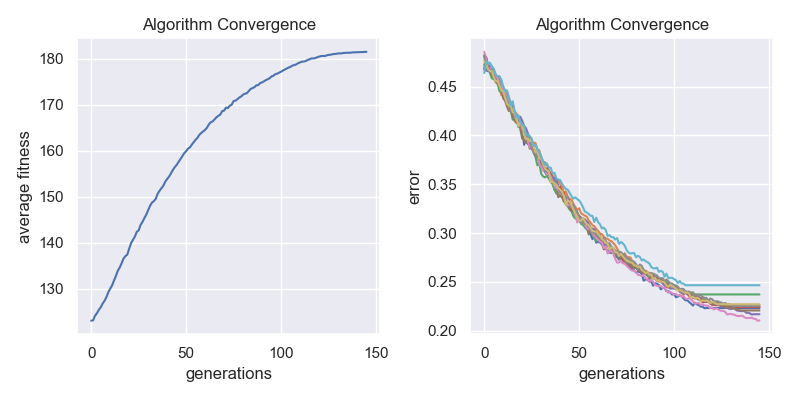 Algorithm Convergence
180
170
160
150
140
130
average fitness
0 50 100 150
generations
Algorithm Convergence
0.45
0.40
0.35
0.30
0.25
0.20
error
0 50 100 150
generations